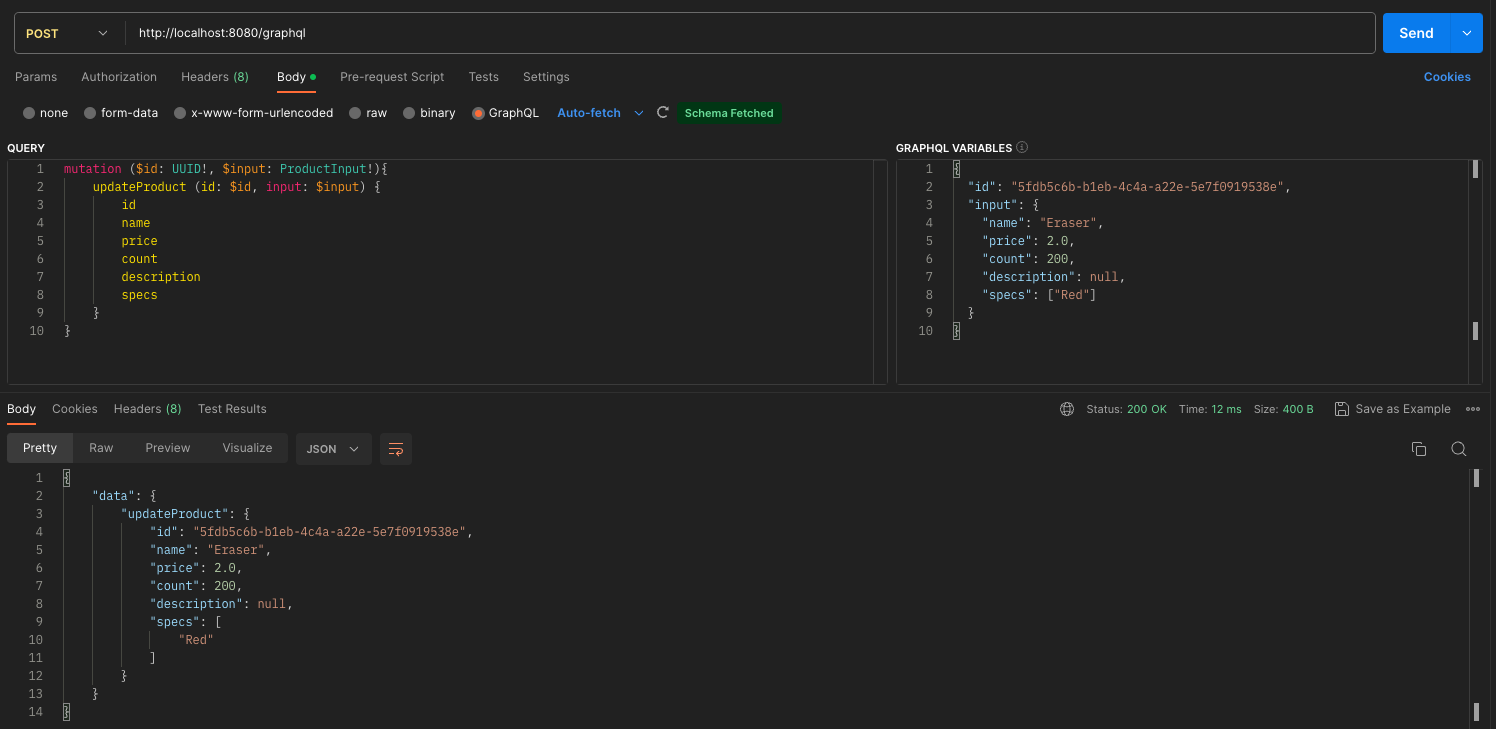 POST http://localhost:8080/graphql Send
Params Authorization Headers (8) Body Pre-request Script Tests Settings Cookies
none form-data x-www-form-urlencoded raw binary GraphQL Auto-fetch Schema Fetched
QUERY
1 mutation ($id: UUID!, $input: ProductInput!){
2 updateProduct (id: $id, input: $input) {
3 id
4 name
5 price
6 count
7 description
8 specs
9 }
10 }
GRAPHQL VARIABLES
1 {
2 "id": "5fdb5c6b-b1eb-4c4a-a22e-5e7f0919538e",
3 "input": {
4 "name": "Eraser",
5 "price": 2.0,
6 "count": 200,
7 "description": null,
8 "specs": ["Red"]
9 }
10 }
Body Cookies Headers (8) Test Results Status: 200 OK Time: 12 ms Size: 400 B Save as Example
Pretty Raw Preview Visualize JSON
1 {
2 "data": {
3 "updateProduct": {
4 "id": "5fdb5c6b-b1eb-4c4a-a22e-5e7f0919538e",
5 "name": "Eraser",
6 "price": 2.0,
7 "count": 200,
8 "description": null,
9 "specs": [
10 "Red"
11 ]
12 }
13 }
14 }